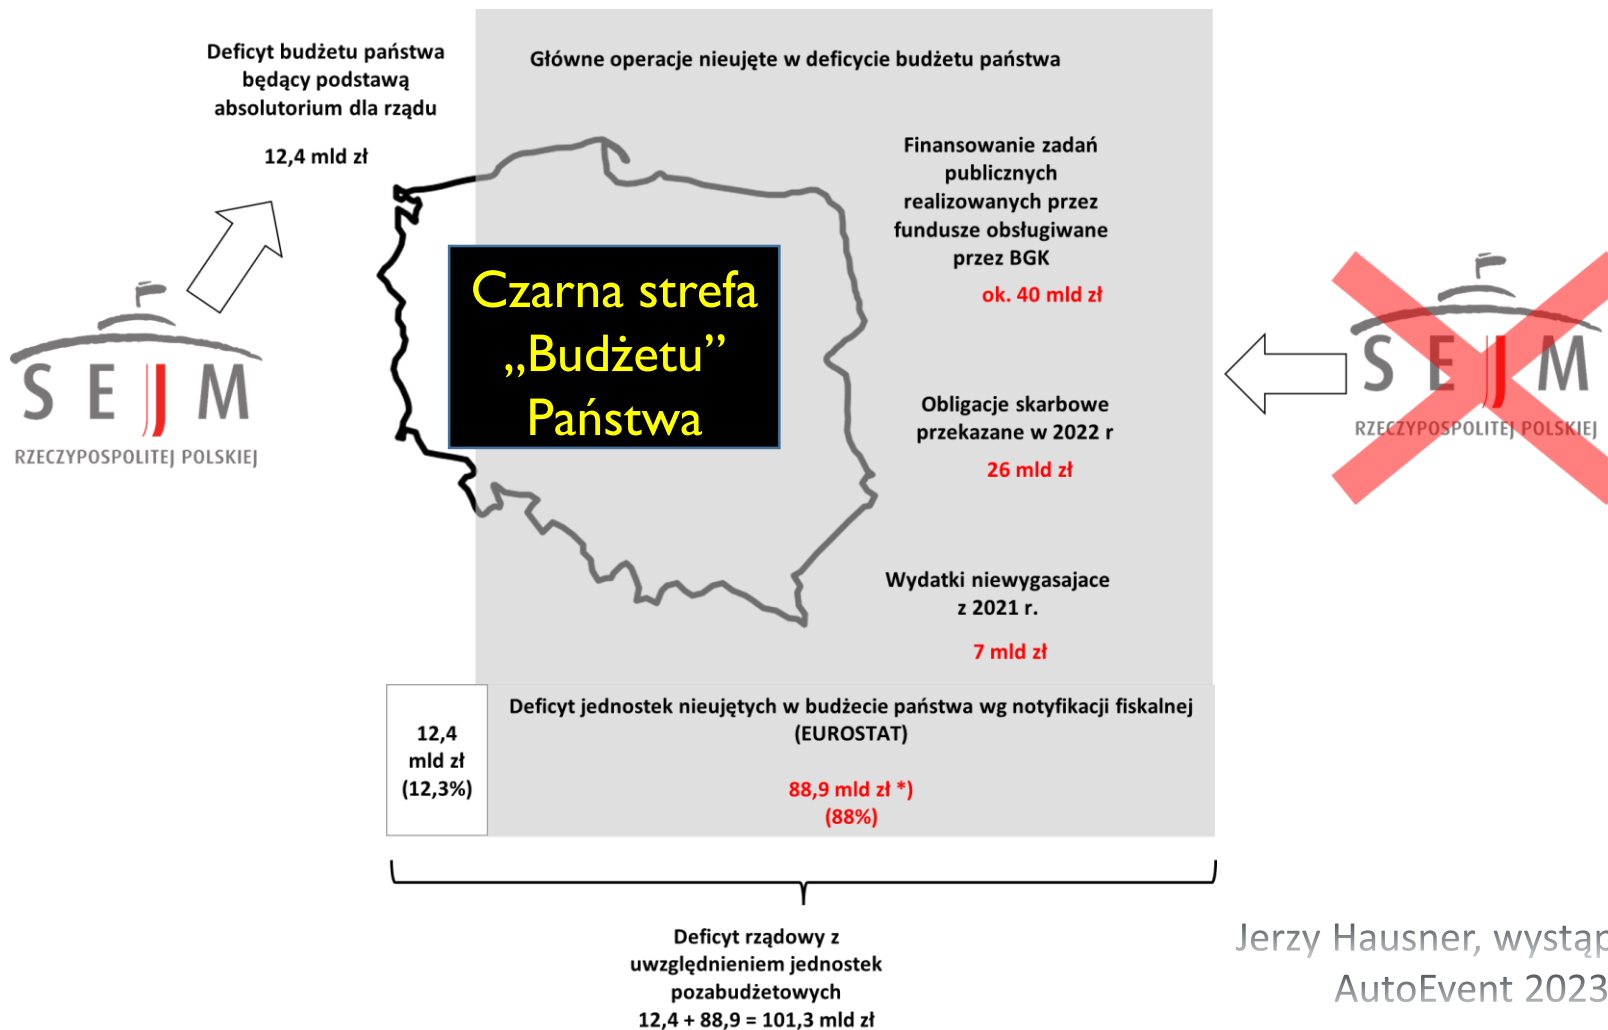 Deficyt budżetu państwa
będący podstawą
absolutorium dla rządu
12,4 mld zł
Główne operacje nieujęte w deficycie budżetu państwa
Finansowanie zadań
publicznych
realizowanych przez
fundusze obsługiwane
przez BGK
ok. 40 mld zł
Czarna strefa
„Budżetu”
Państwa
SEJM
RZECZYPOSPOLITEJ POLSKIEJ
SEJM
RZECZYPOSPOLITEJ POLSKIEJ
Obligacje skarbowe
przekazane w 2022 r
26 mld zł
Wydatki niewygasajace
z 2021 r.
7 mld zł
12,4
mld zł
(12,3%)
Deficyt jednostek nieujętych w budżecie państwa wg notyfikacji fiskalnej
(EUROSTAT)
88,9 mld zł *)
(88%)
Deficyt rządowy z
uwzględnieniem jednostek
pozabudżetowych
12,4 + 88,9 = 101,3 mld zł
Jerzy Hausner, wystąp
AutoEvent 2023